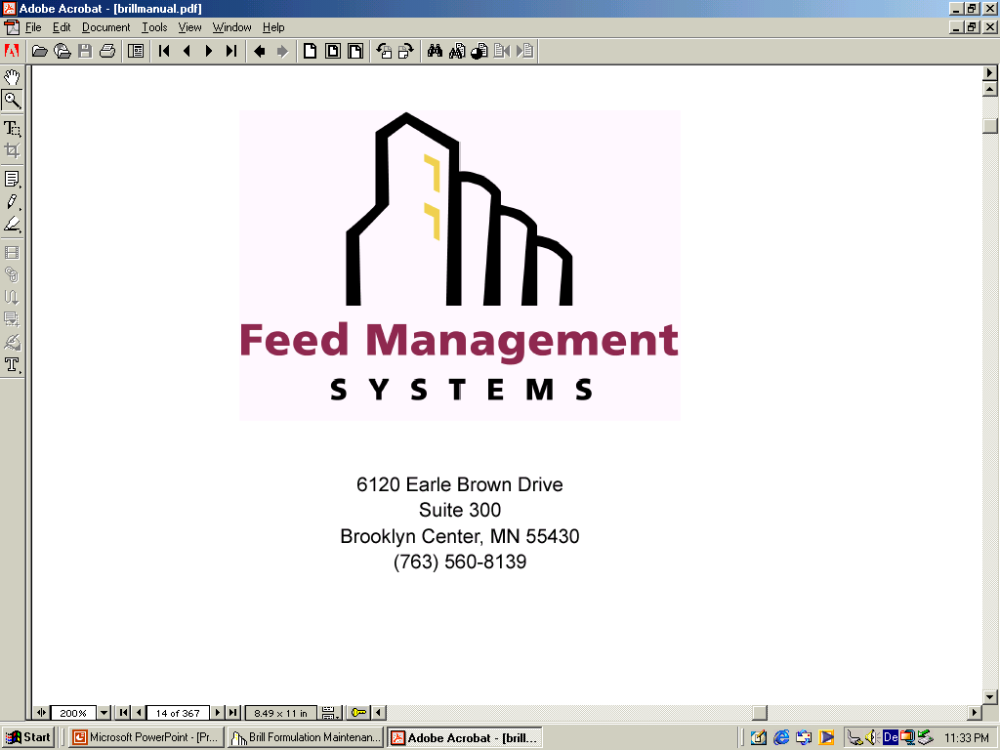 Adobe Acrobat - [brillmanual.pdf]
File Edit Document Tools View Window Help
Feed Management
SYSTEMS
6120 Earle Brown Drive
Suite 300
Brooklyn Center, MN 55430
(763) 560-8139
200% 14 of 367 8.49 x 11 in
Start Microsoft PowerPoint - [Pr... Brill Formulation Maintenan... Adobe Acrobat - [brill... De 11:33 PM